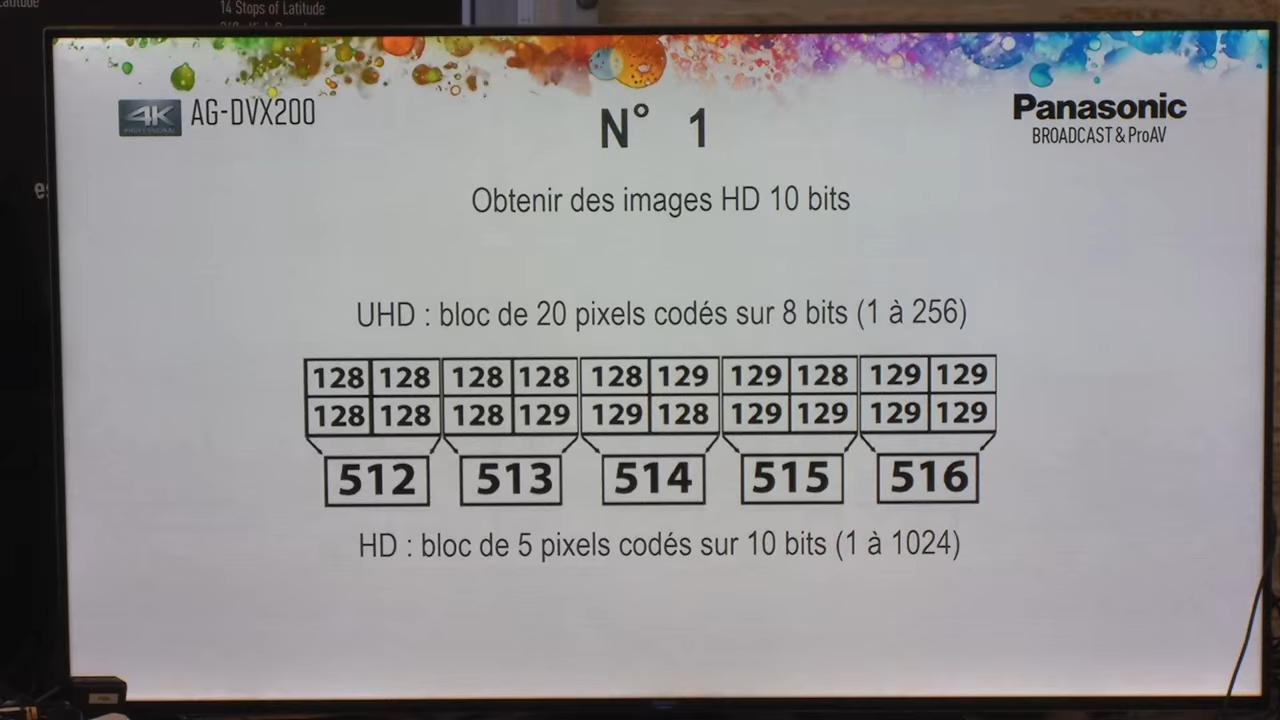 14 Stops of Latitude
4K
AG-DVX200
Panasonic
BROADCAST & ProAV
N° 1
Obtenir des images HD 10 bits
UHD : bloc de 20 pixels codés sur 8 bits (1 à 256)
128 128 128 128 128 129 129 128 129 129
128 128 128 129 129 128 129 129 129 129
512 513 514 515 516
HD : bloc de 5 pixels codés sur 10 bits (1 à 1024)